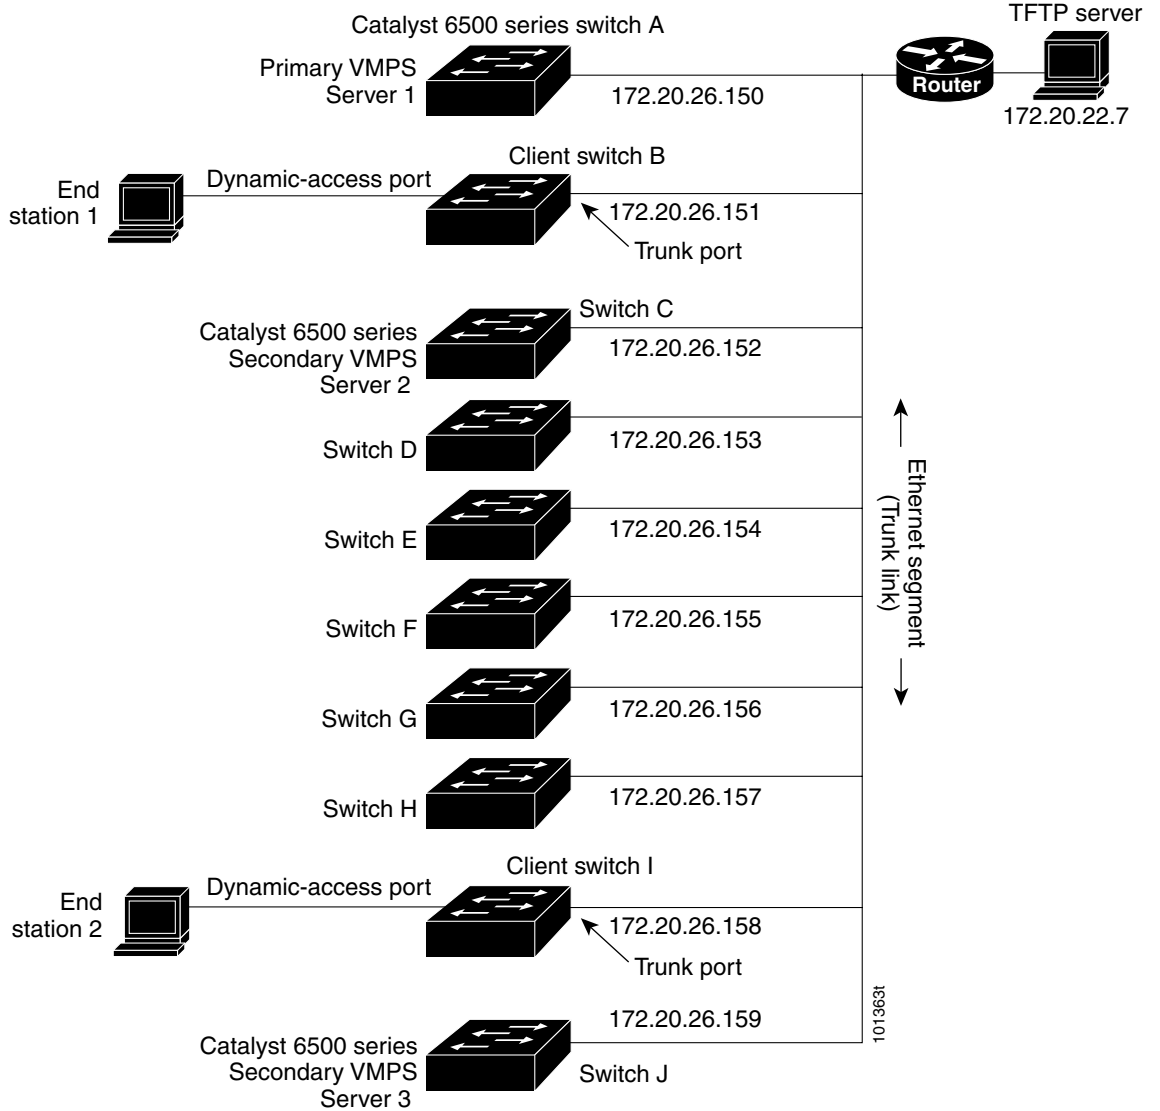 TFTP server
Catalyst 6500 series switch A
Primary VMPS
Server 1
172.20.26.150
Router
172.20.22.7
Client switch B
End
station 1
Dynamic-access port
172.20.26.151
Trunk port
Switch C
Catalyst 6500 series
Secondary VMPS
Server 2
172.20.26.152
Switch D
172.20.26.153
Switch E
172.20.26.154
Ethernet segment
(Trunk link)
Switch F
172.20.26.155
Switch G
172.20.26.156
Switch H
172.20.26.157
Client switch I
End
station 2
Dynamic-access port
172.20.26.158
Trunk port
101363t
172.20.26.159
Catalyst 6500 series
Secondary VMPS
Server 3
Switch J